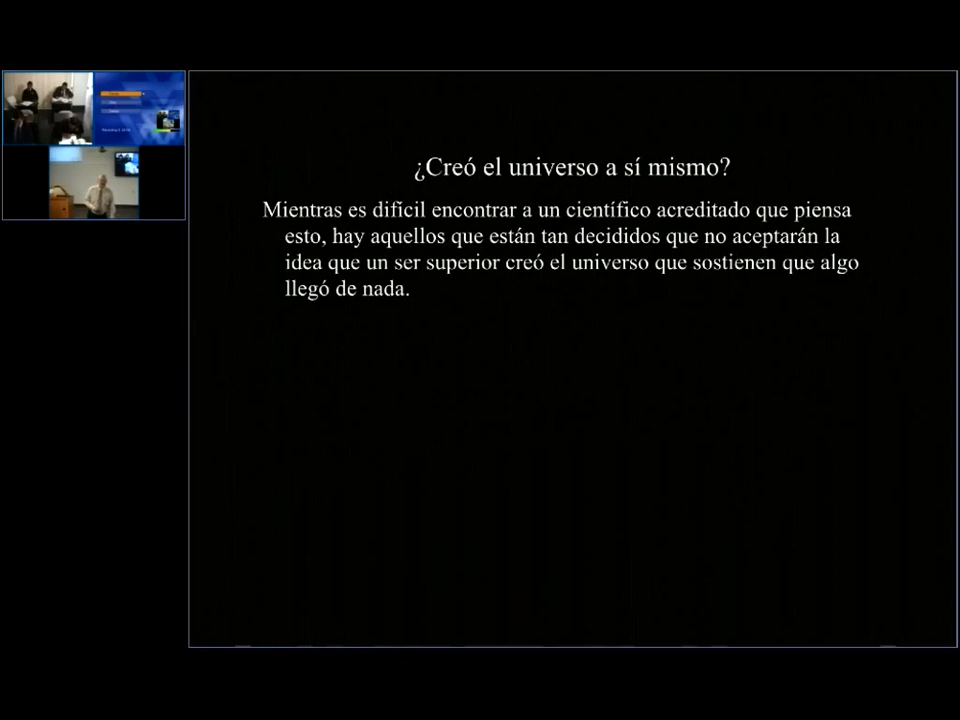 ¿Creó el universo a sí mismo?
Mientras es difícil encontrar a un científico acreditado que piensa
esto, hay aquellos que están tan decididos que no aceptarán la
idea que un ser superior creó el universo que sostienen que algo
llegó de nada.